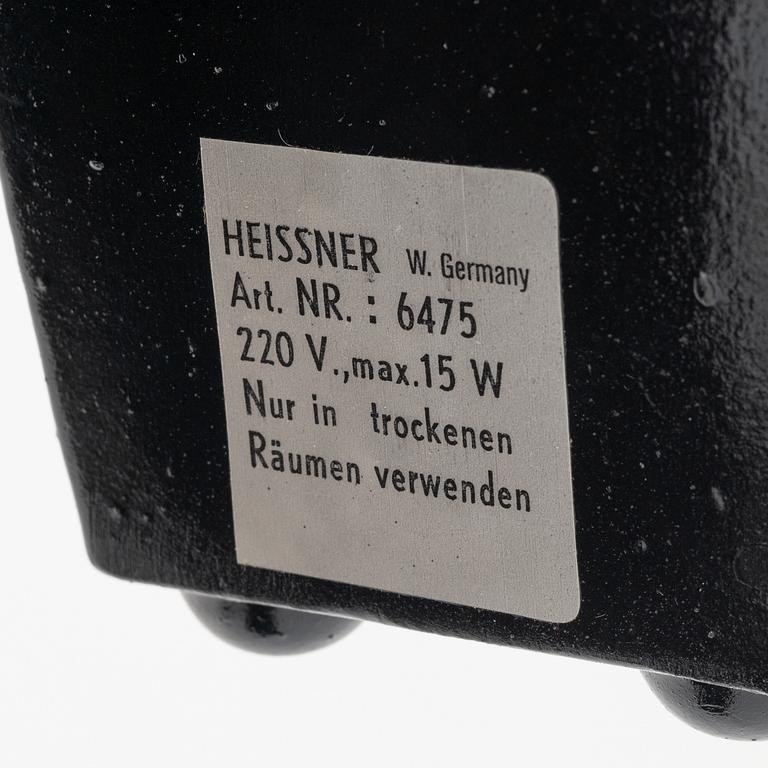 HEISSNER W. Germany
Art. NR. : 6475
220 V.,max.15 W
Nur in trockenen
Räumen verwenden